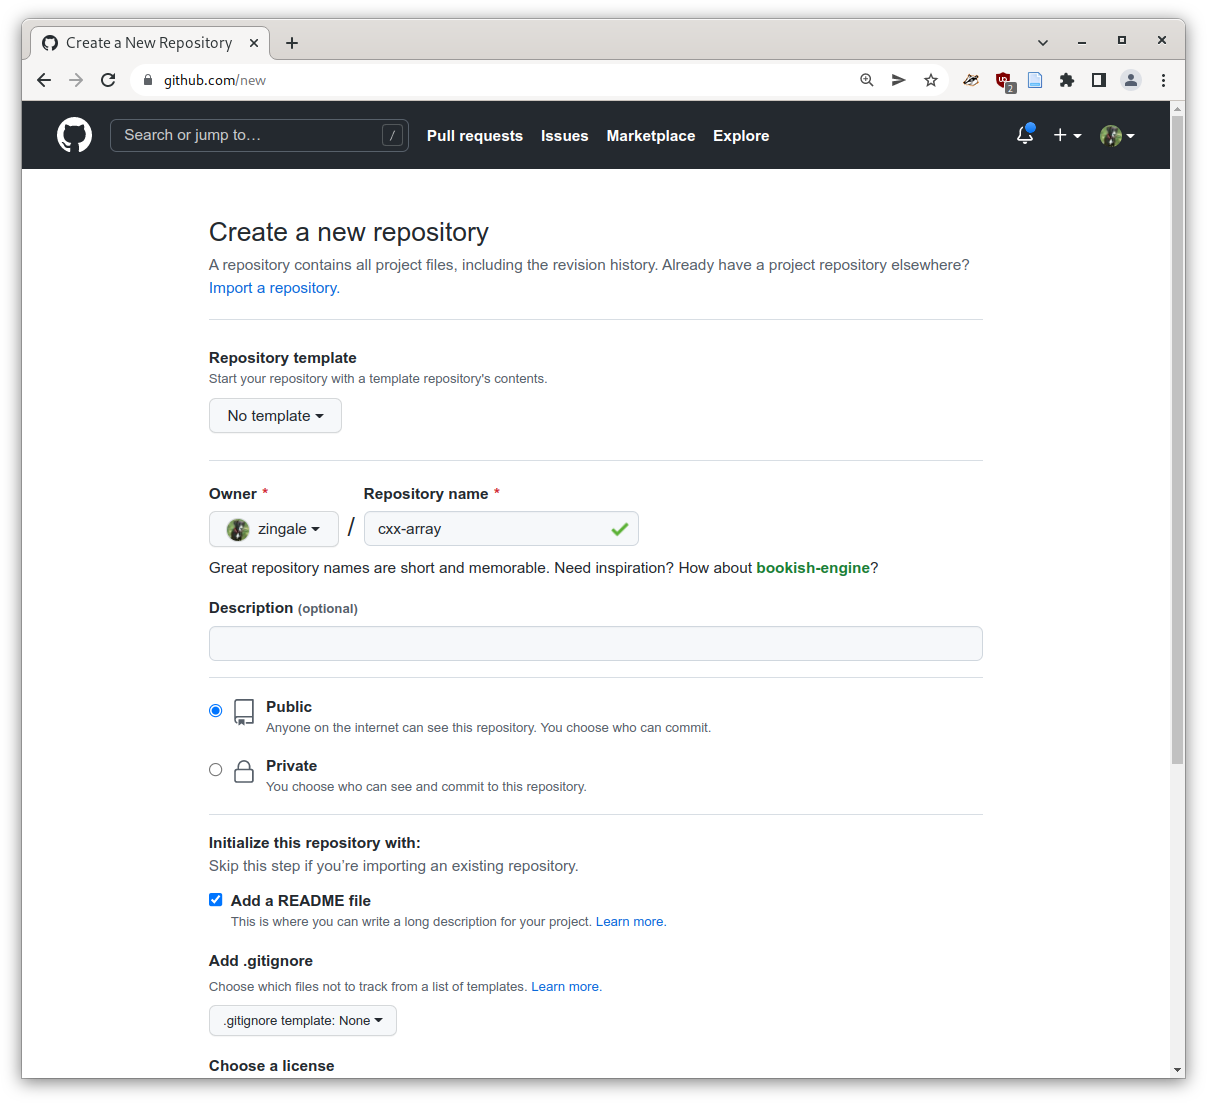 Create a New Repository
github.com/new
2
Search or jump to…
/
Pull requests Issues Marketplace Explore
Create a new repository
A repository contains all project files, including the revision history. Already have a project repository elsewhere?
Import a repository.
Repository template
Start your repository with a template repository's contents.
No template
Owner * Repository name *
zingale / cxx-array
Great repository names are short and memorable. Need inspiration? How about bookish-engine?
Description (optional)
Public
Anyone on the internet can see this repository. You choose who can commit.
Private
You choose who can see and commit to this repository.
Initialize this repository with:
Skip this step if you’re importing an existing repository.
Add a README file
This is where you can write a long description for your project. Learn more.
Add .gitignore
Choose which files not to track from a list of templates. Learn more.
.gitignore template: None
Choose a license